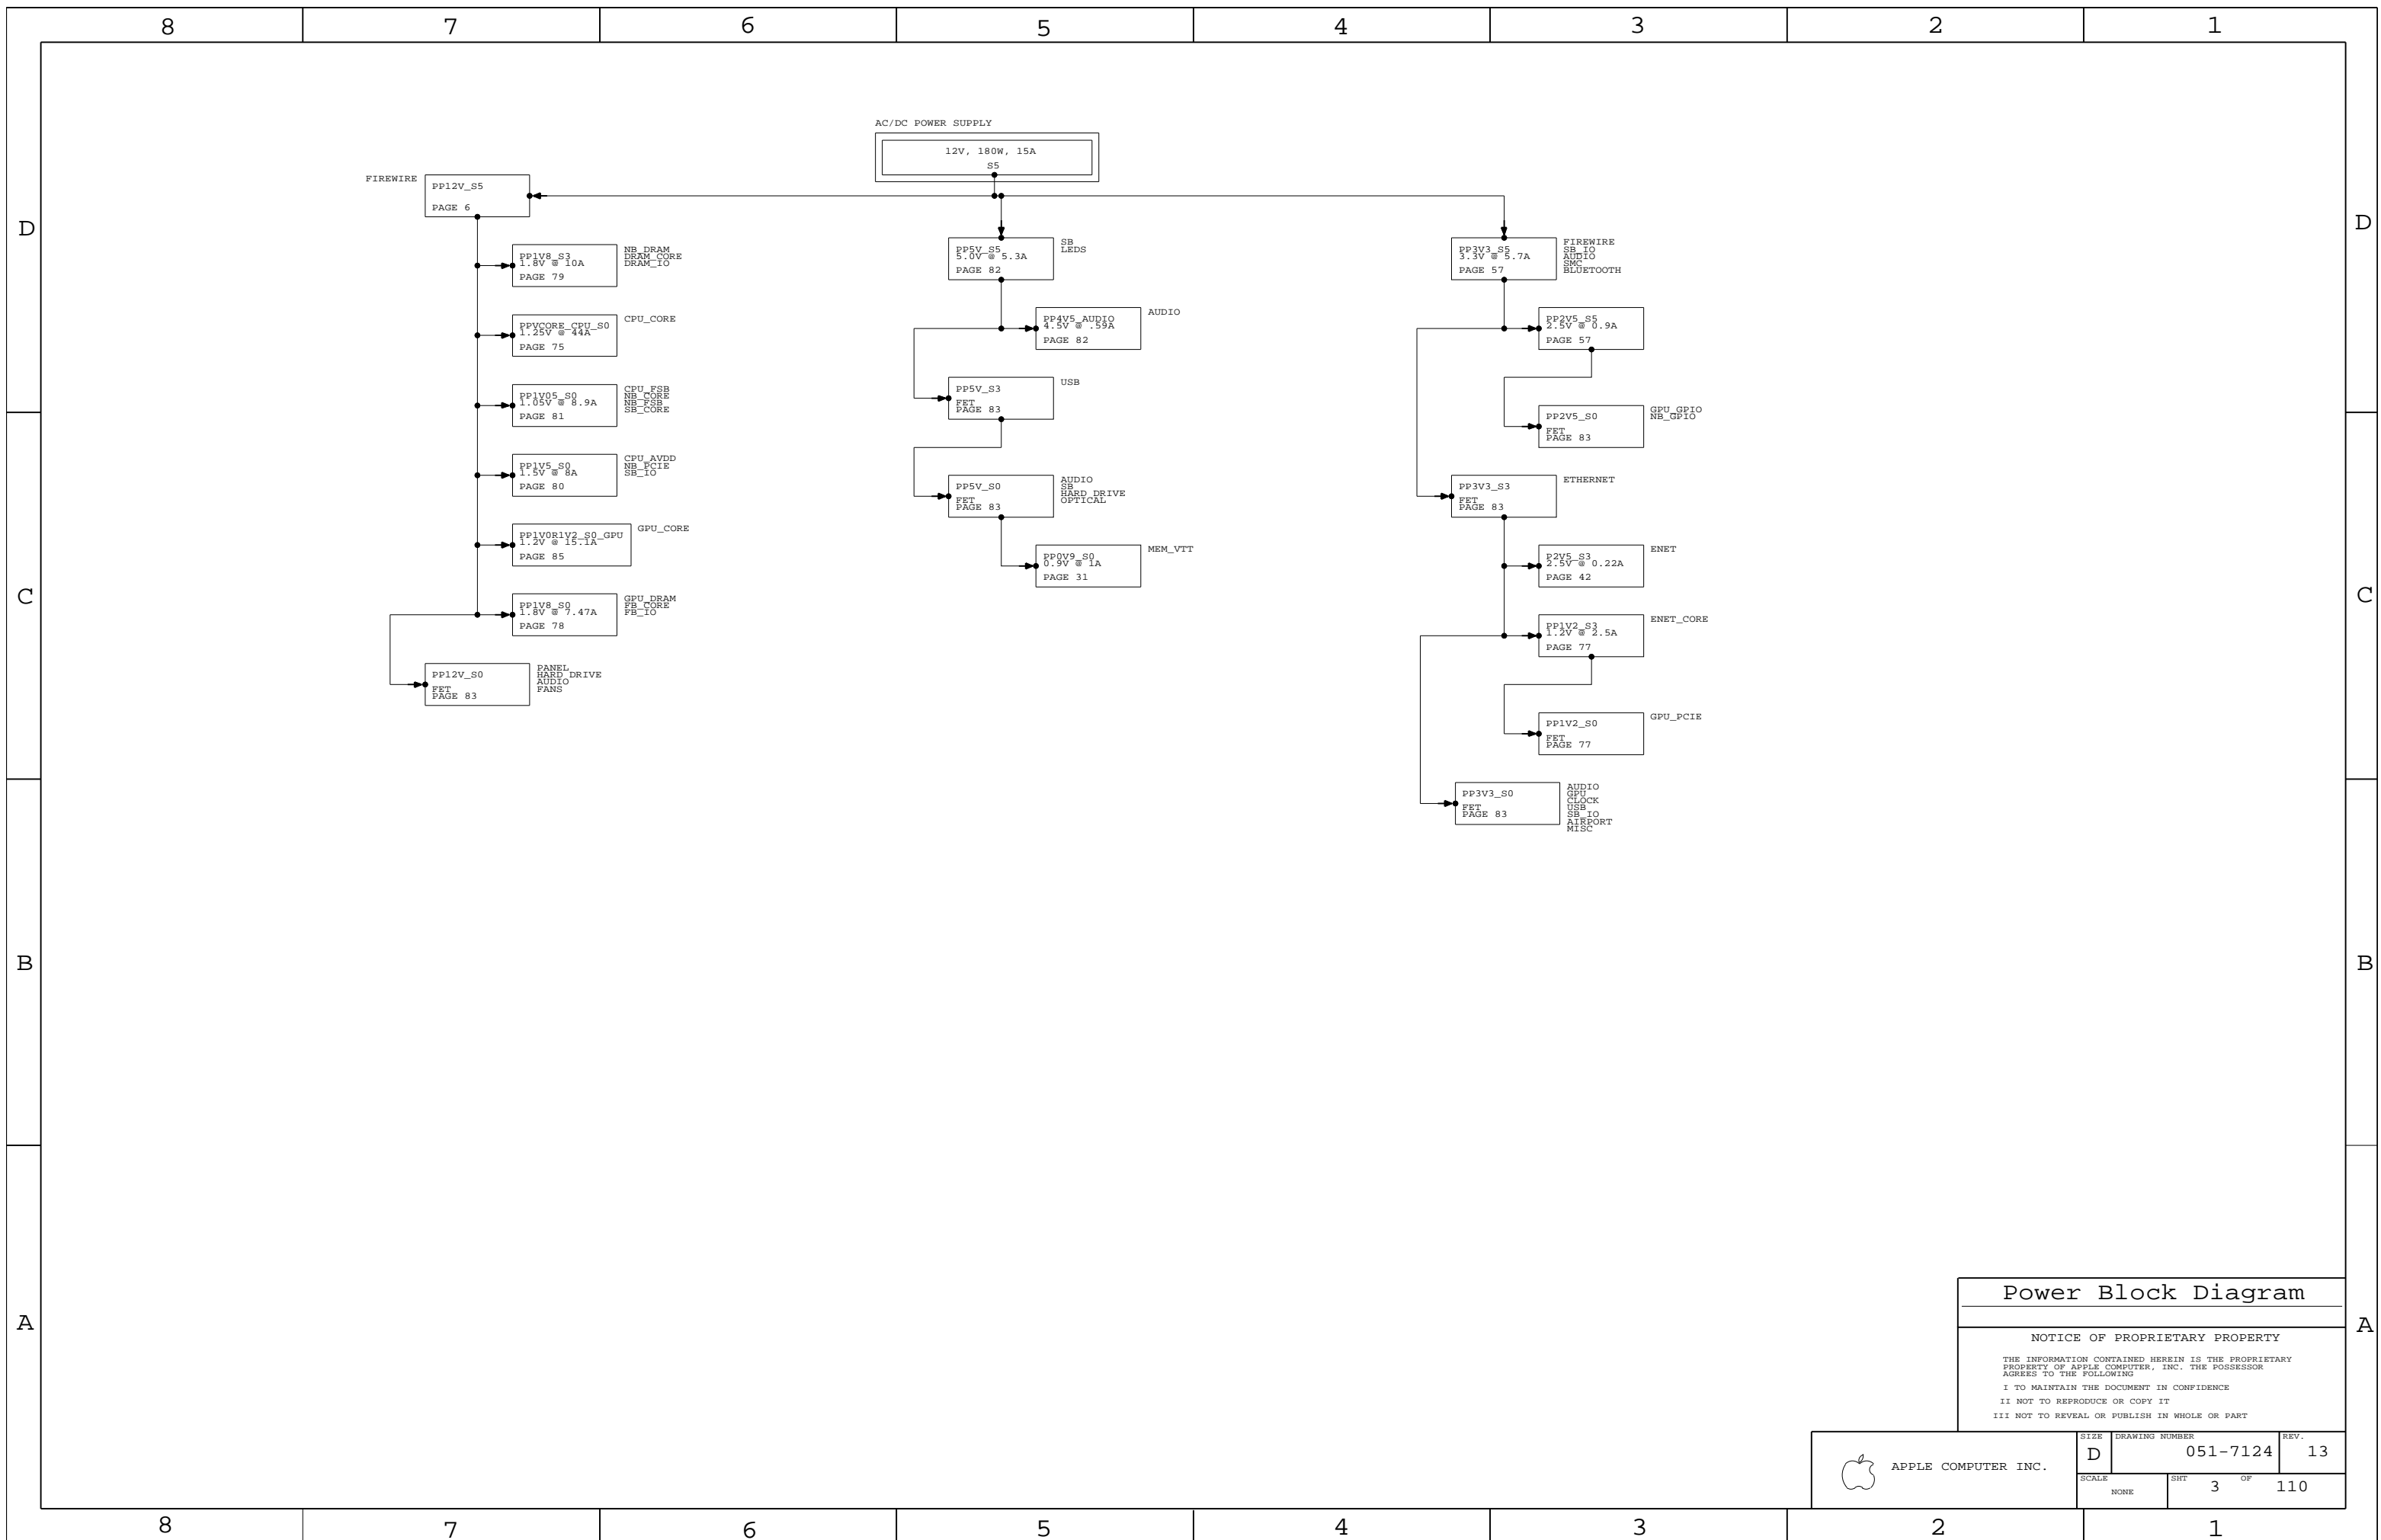 8 7 6 5 4 3 2 1
AC/DC POWER SUPPLY
12V, 180W, 15A
S5
FIREWIRE
PP12V_S5
PAGE 6
D
D
PP1V8_S3
1.8V @ 10A
PAGE 79
NB_DRAM
DRAM_CORE
DRAM_IO
PPVCORE_CPU_S0
1.25V @ 44A
PAGE 75
CPU_CORE
PP1V05_S0
1.05V @ 8.9A
PAGE 81
CPU_FSB
NB_CORE
NB_FSB
SB_CORE
PP1V5_S0
1.5V @ 8A
PAGE 80
CPU_AVDD
NB_PCIE
SB_IO
PP1V0R1V2_S0_GPU
1.2V @ 15.1A
PAGE 85
GPU_CORE
PP1V8_S0
1.8V @ 7.47A
PAGE 78
GPU_DRAM
FB_CORE
FB_IO
PP12V_S0
FET
PAGE 83
PANEL
HARD DRIVE
AUDIO
FANS
PP5V_S5
5.0V @ 5.3A
PAGE 82
SB
LEDS
PP4V5_AUDIO
4.5V @ .59A
PAGE 82
AUDIO
PP5V_S3
FET
PAGE 83
USB
PP5V_S0
FET
PAGE 83
AUDIO
SB
HARD DRIVE
OPTICAL
PP0V9_S0
0.9V @ 1A
PAGE 31
MEM_VTT
PP3V3_S5
3.3V @ 5.7A
PAGE 57
FIREWIRE
SB_IO
AUDIO
SMC
BLUETOOTH
PP2V5_S5
2.5V @ 0.9A
PAGE 57
PP2V5_S0
FET
PAGE 83
GPU_GPIO
NB_GPIO
PP3V3_S3
FET
PAGE 83
ETHERNET
P2V5_S3
2.5V @ 0.22A
PAGE 42
ENET
PP1V2_S3
1.2V @ 2.5A
PAGE 77
ENET_CORE
PP1V2_S0
FET
PAGE 77
GPU_PCIE
PP3V3_S0
FET
PAGE 83
AUDIO
GPU
CLOCK
USB
SB_IO
AIRPORT
MISC
C
C
B
B
A
A
Power Block Diagram
NOTICE OF PROPRIETARY PROPERTY
THE INFORMATION CONTAINED HEREIN IS THE PROPRIETARY
PROPERTY OF APPLE COMPUTER, INC. THE POSSESSOR
AGREES TO THE FOLLOWING
I TO MAINTAIN THE DOCUMENT IN CONFIDENCE
II NOT TO REPRODUCE OR COPY IT
III NOT TO REVEAL OR PUBLISH IN WHOLE OR PART
APPLE COMPUTER INC.
SIZE
D
DRAWING NUMBER
051-7124
REV.
13
SCALE
NONE
SHT
3
OF
110
8 7 6 5 4 3 2 1